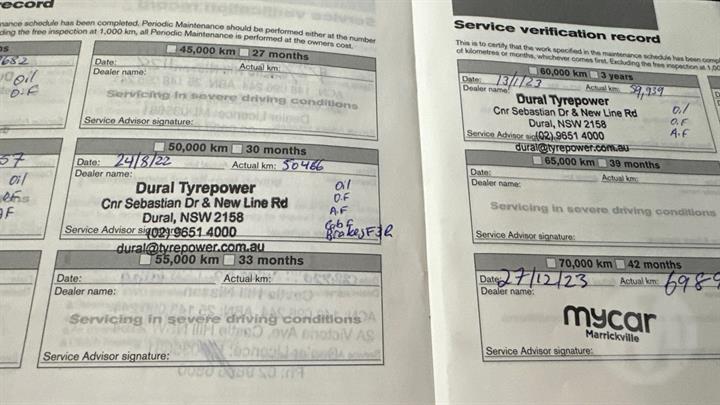 ecord
nance schedule has been completed. Periodic Maintenance should be performed either at the number
ding the free inspection at 1,000 km, all Periodic Maintenance is performed at the owners cost.
45,000 km 27 months
Date: Actual km:
Dealer name:
Servicing in severe driving conditions
Service Advisor signature:
50,000 km 30 months
Date: 24/8/22 Actual km: 50466
Dealer name:
Dural Tyrepower
Cnr Sebastian Dr & New Line Rd
Dural, NSW 2158
Service Advisor signature:
(02) 9651 4000
dural@tyrepower.com.au
oil
O.F
A.F
Cab F
Brakes F & R
55,000 km 33 months
Date: Actual km:
Dealer name:
Servicing in severe driving conditions
Service Advisor signature:
7682
oil
O.F
57
oil
AF
Service verification record
This is to certify that the work specified in the maintenance schedule has been comp
of kilometres or months, whichever comes first. Excluding the free inspection at 1,0
60,000 km 3 years
Date: 13/1/23 Actual km: 59,939
Dealer name:
Dural Tyrepower
Cnr Sebastian Dr & New Line Rd
Dural, NSW 2158
Service Advisor sig
(02) 9651 4000
dural@tyrepower.com.au
oil
O.F
A.F
65,000 km 39 months
Date: Actual km:
Dealer name:
Servicing in severe driving conditions
Service Advisor signature:
70,000 km 42 months
Date: 27/12/23 Actual km: 6989
Dealer name:
mycar
Marrickville
Service Advisor signature: